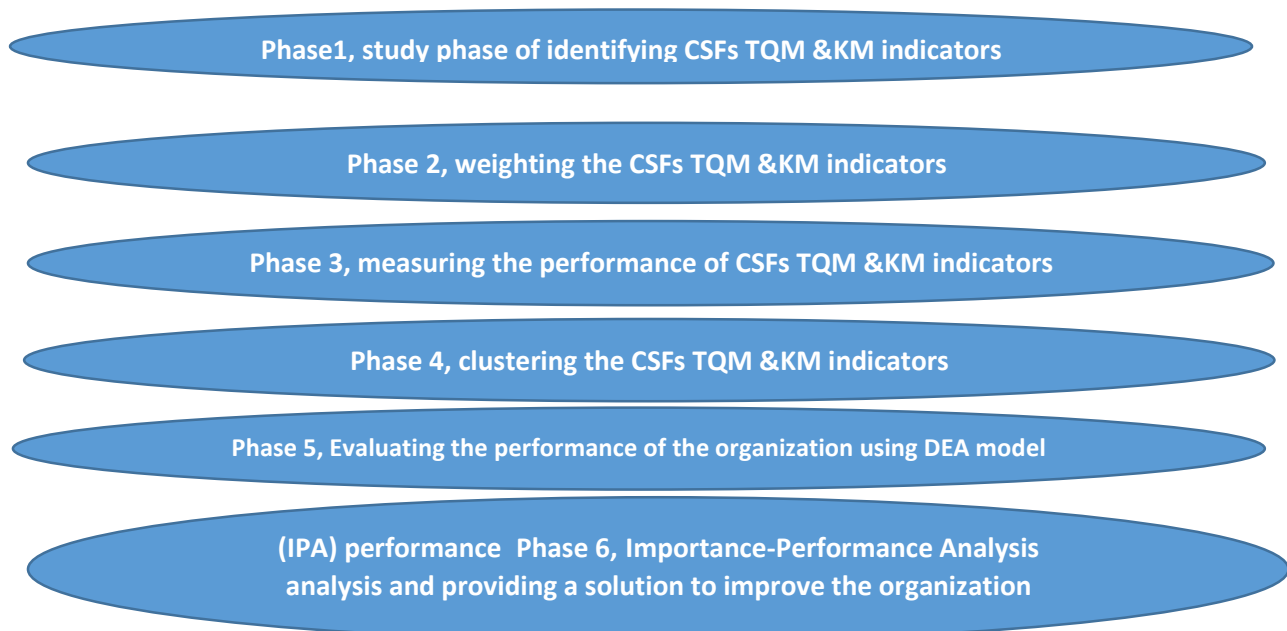 Phase1, study phase of identifying CSFs TQM &KM indicators
Phase 2, weighting the CSFs TQM &KM indicators
Phase 3, measuring the performance of CSFs TQM &KM indicators
Phase 4, clustering the CSFs TQM &KM indicators
Phase 5, Evaluating the performance of the organization using DEA model
(IPA) performance Phase 6, Importance-Performance Analysis
analysis and providing a solution to improve the organization